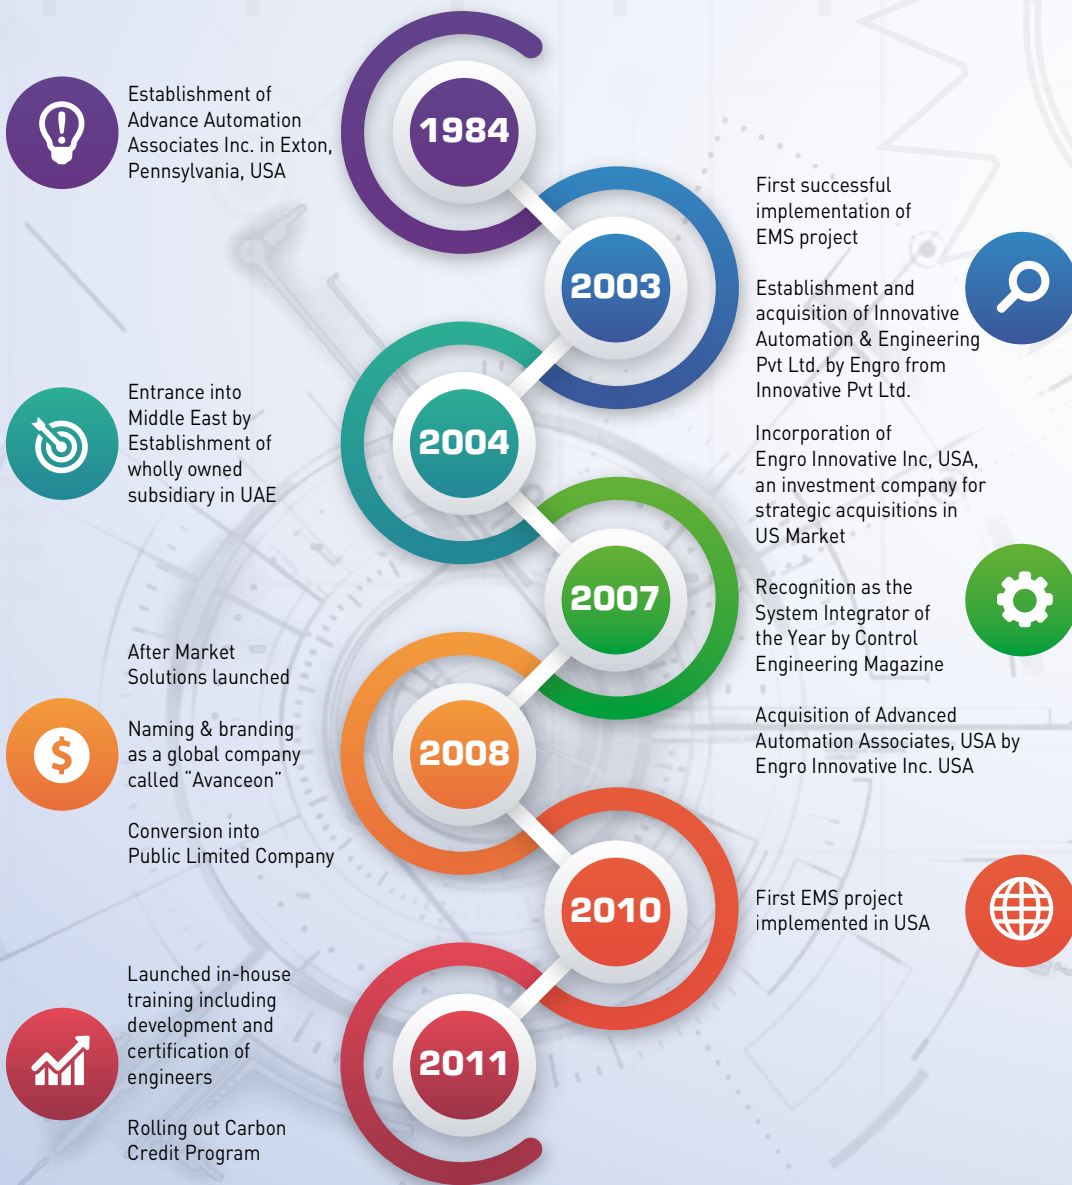 1984
Establishment of
Advance Automation
Associates Inc. in Exton,
Pennsylvania, USA
2003
First successful
implementation of
EMS project
Establishment and
acquisition of Innovative
Automation & Engineering
Pvt Ltd. by Engro from
Innovative Pvt Ltd.
2004
Entrance into
Middle East by
Establishment of
wholly owned
subsidiary in UAE
2007
Incorporation of
Engro Innovative Inc, USA,
an investment company for
strategic acquisitions in
US Market
Recognition as the
System Integrator of
the Year by Control
Engineering Magazine
Acquisition of Advanced
Automation Associates, USA by
Engro Innovative Inc. USA
2008
After Market
Solutions launched
Naming & branding
as a global company
called “Avanceon”
Conversion into
Public Limited Company
2010
First EMS project
implemented in USA
2011
Launched in-house
training including
development and
certification of
engineers
Rolling out Carbon
Credit Program